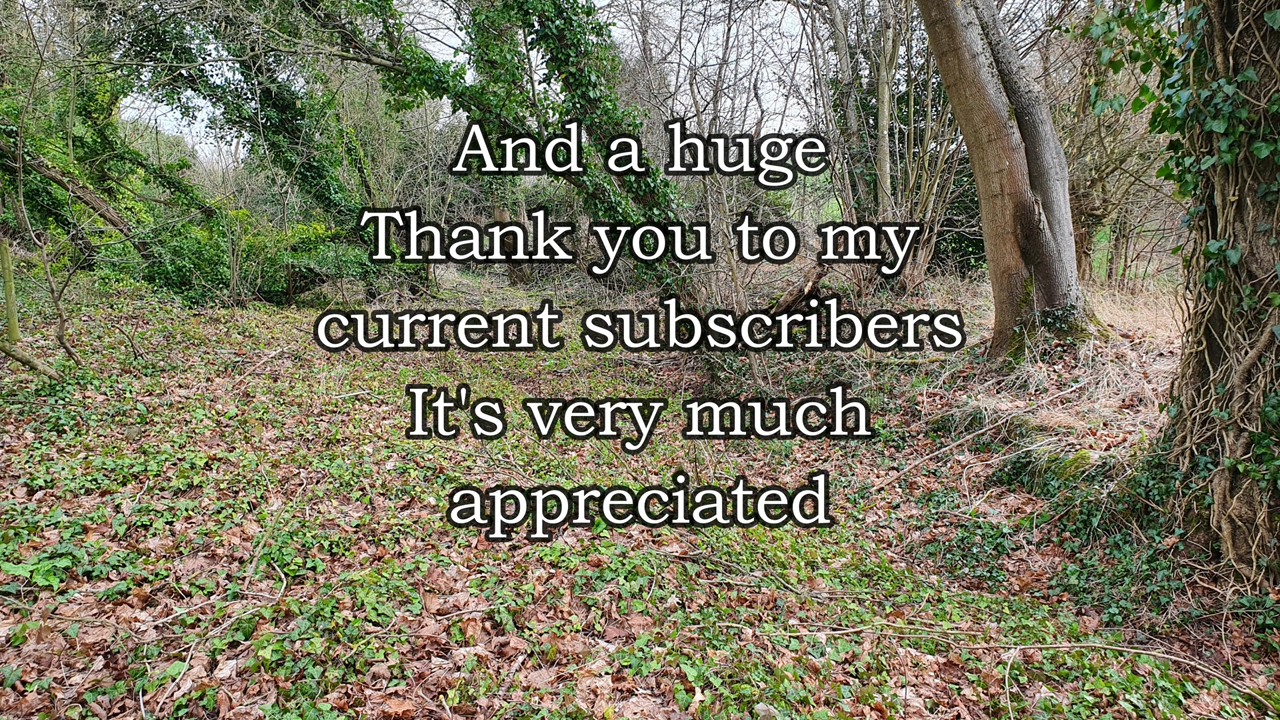 And a huge
Thank you to my
current subscribers
It's very much
appreciated